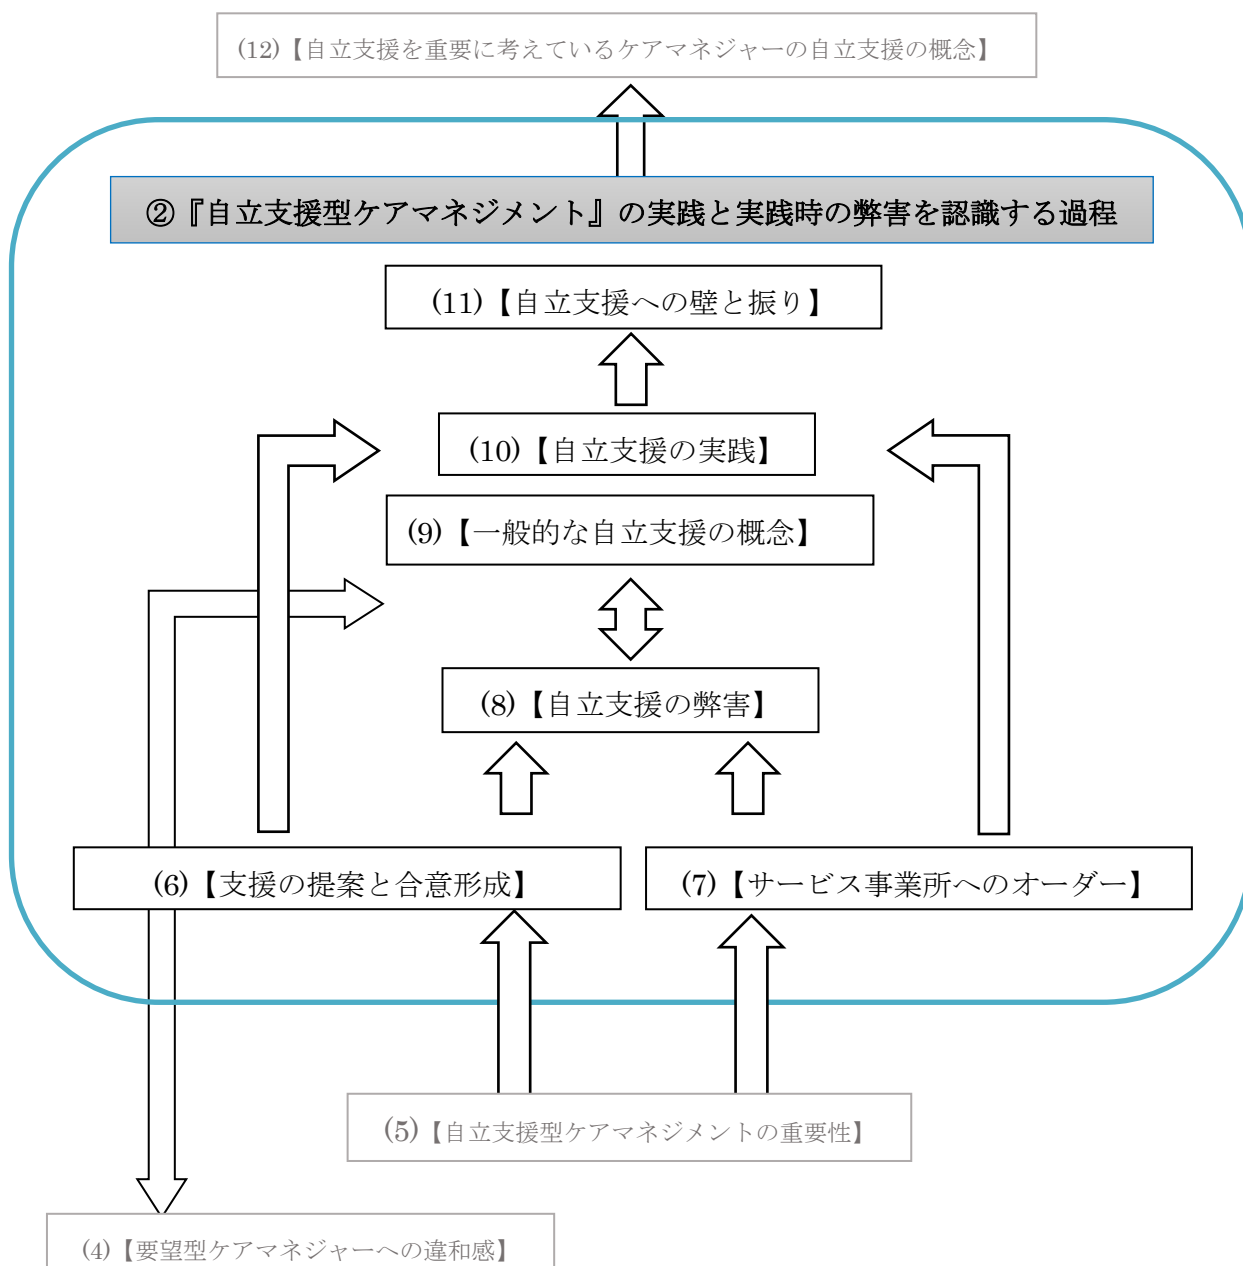 (12)【自立支援を重要に考えているケアマネジャーの自立支援の概念】
②『自立支援型ケアマネジメント』の実践と実践時の弊害を認識する過程
(11)【自立支援への壁と振り】
(10)【自立支援の実践】
(9)【一般的な自立支援の概念】
(8)【自立支援の弊害】
(6)【支援の提案と合意形成】
(7)【サービス事業所へのオーダー】
(5)【自立支援型ケアマネジメントの重要性】
(4)【要望型ケアマネジャーへの違和感】